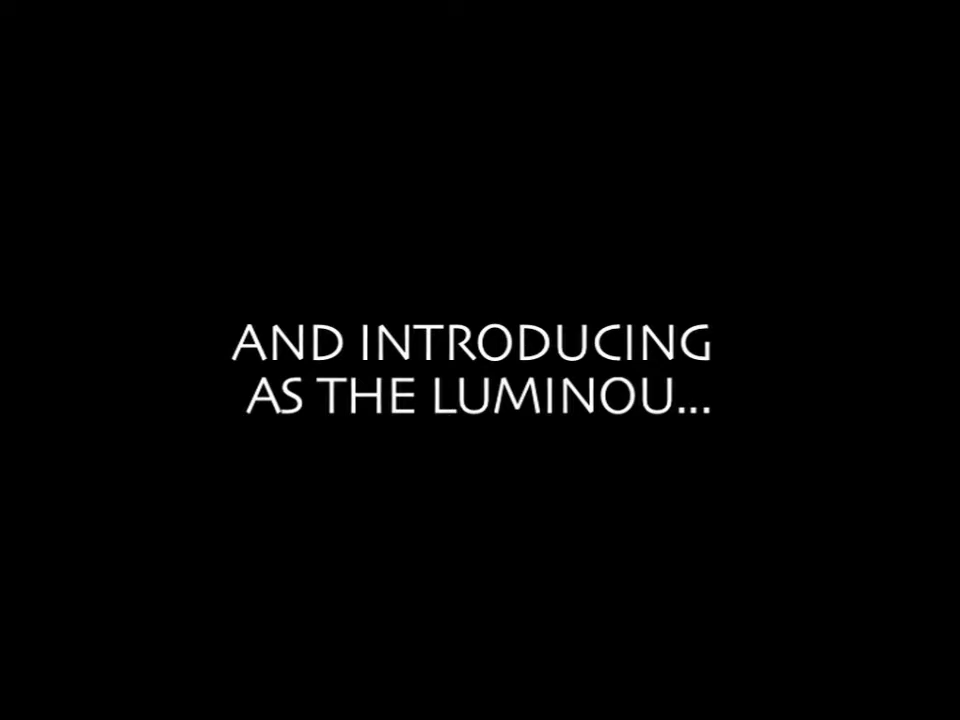 AND INTRODUCING
AS THE LUMINOU...